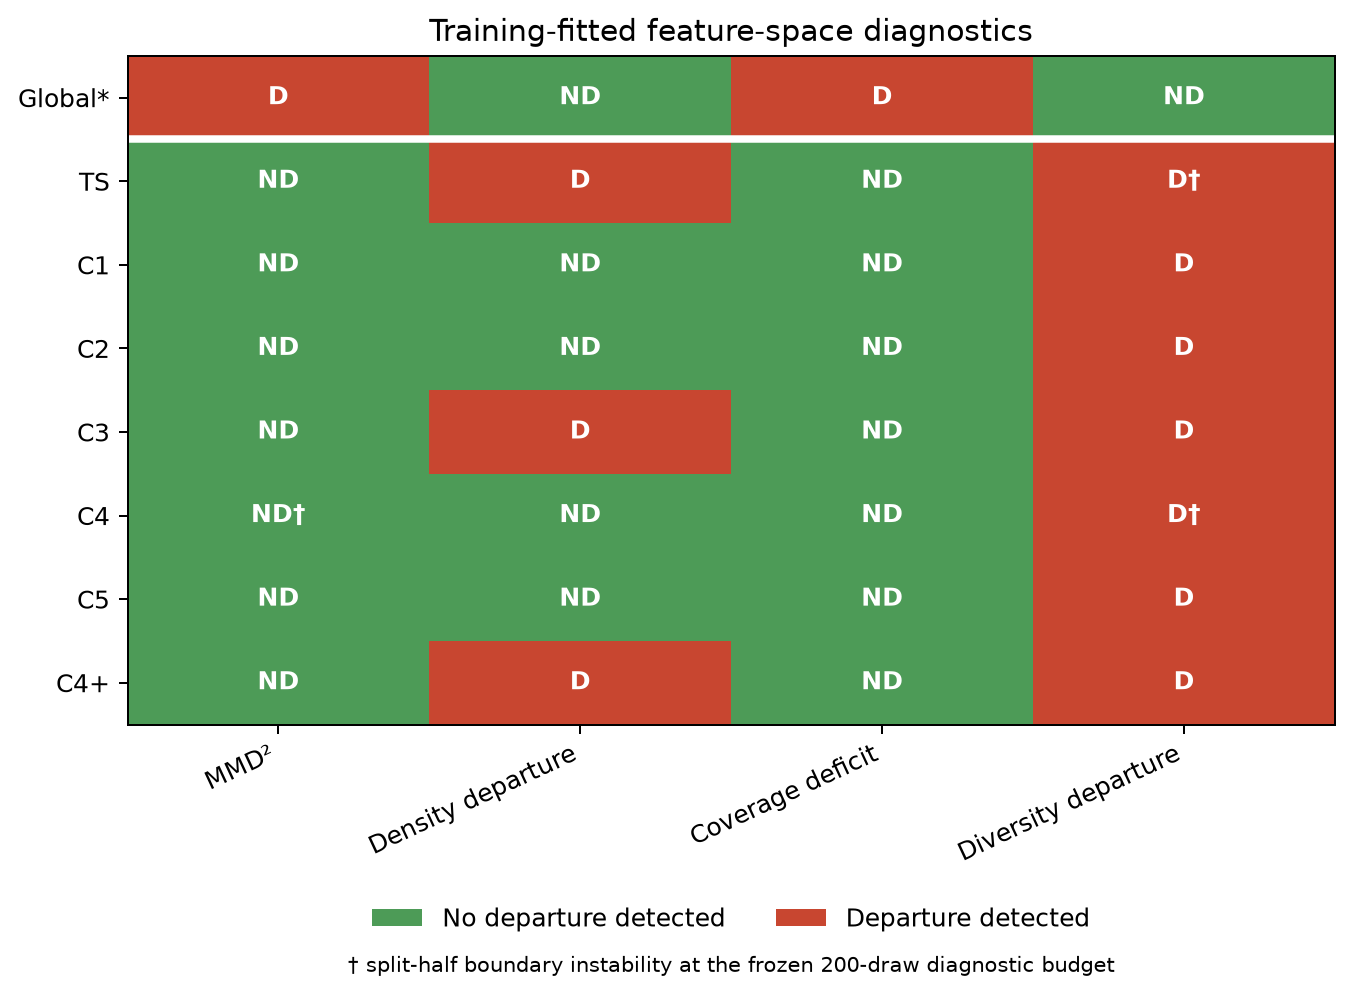 Training-fitted feature-space diagnostics
Global* D ND D ND
TS ND D ND D†
C1 ND ND ND D
C2 ND ND ND D
C3 ND D ND D
C4 ND† ND ND D†
C5 ND ND ND D
C4+ ND D ND D
MMD² Density departure Coverage deficit Diversity departure
No departure detected Departure detected
† split-half boundary instability at the frozen 200-draw diagnostic budget